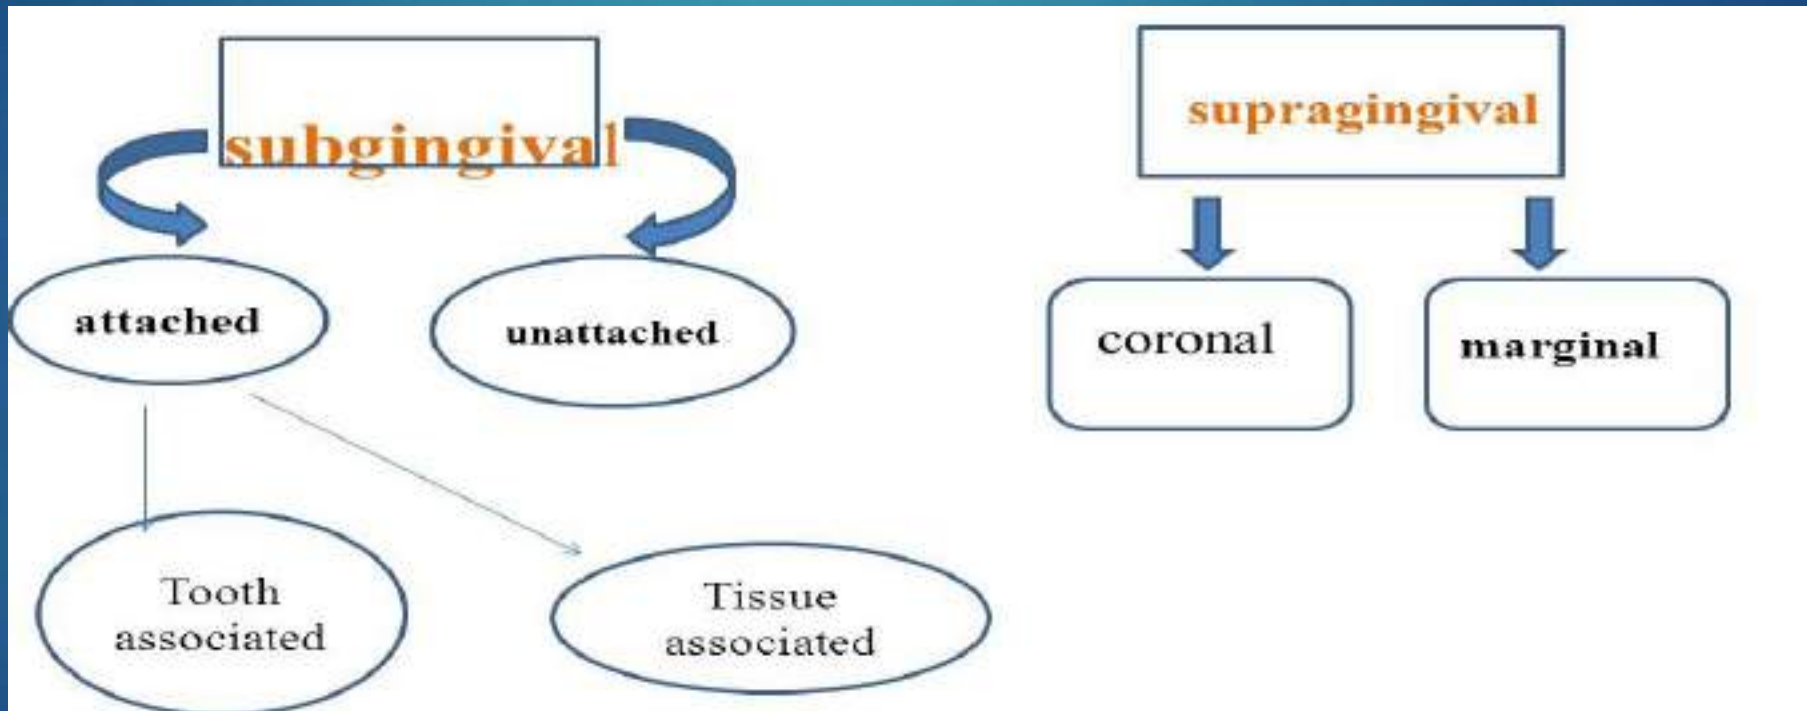 subgingival
supragingival
attached
unattached
coronal
marginal
Tooth
associated
Tissue
associated